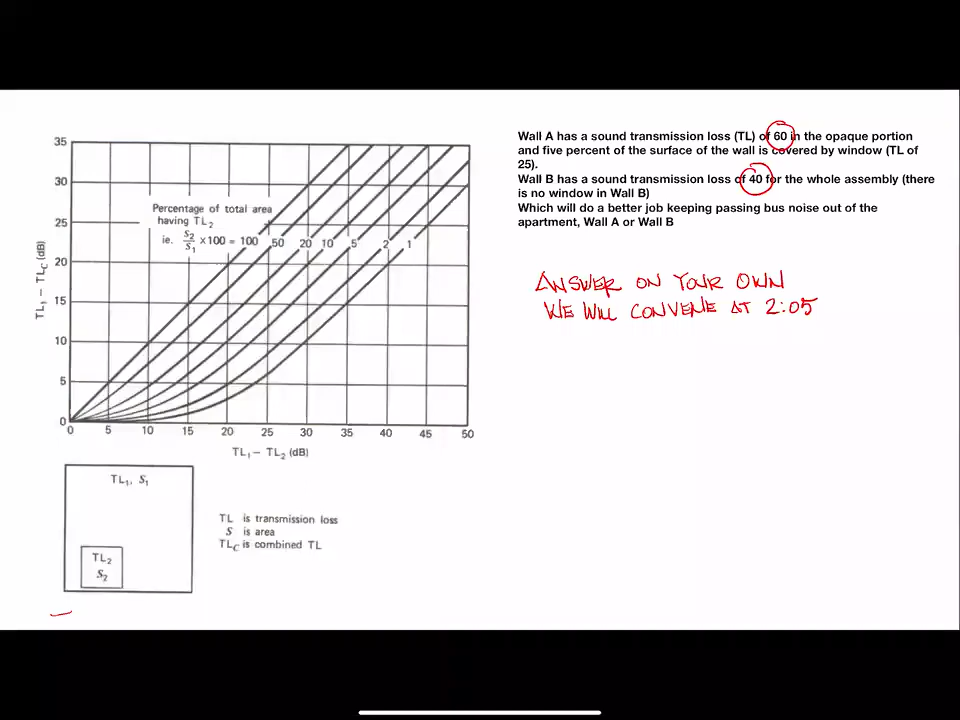 Wall A has a sound transmission loss (TL) of 60 in the opaque portion
and five percent of the surface of the wall is covered by window (TL of
25).
Wall B has a sound transmission loss of 40 for the whole assembly (there
is no window in Wall B)
Which will do a better job keeping passing bus noise out of the
apartment, Wall A or Wall B
ANSWER ON YOUR OWN
WE WILL CONVENE AT 2:05
35
30
25
20
15
10
5
0
TL₁ – TL_C (dB)
Percentage of total area
having TL₂
ie. S₂/S₁ ×100 = 100 50 20 10 5 2 1
0 5 10 15 20 25 30 35 40 45 50
TL₁ – TL₂ (dB)
TL₁, S₁
TL₂
S₂
TL is transmission loss
S is area
TL_C is combined TL